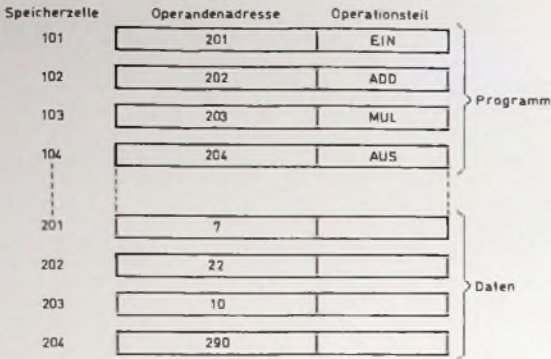 Speicherzelle Operandenadresse Operationsteil
101 201 EIN
102 202 ADD
Programm
103 203 MUL
104 204 AUS
201 7
202 22
Daten
203 10
204 290